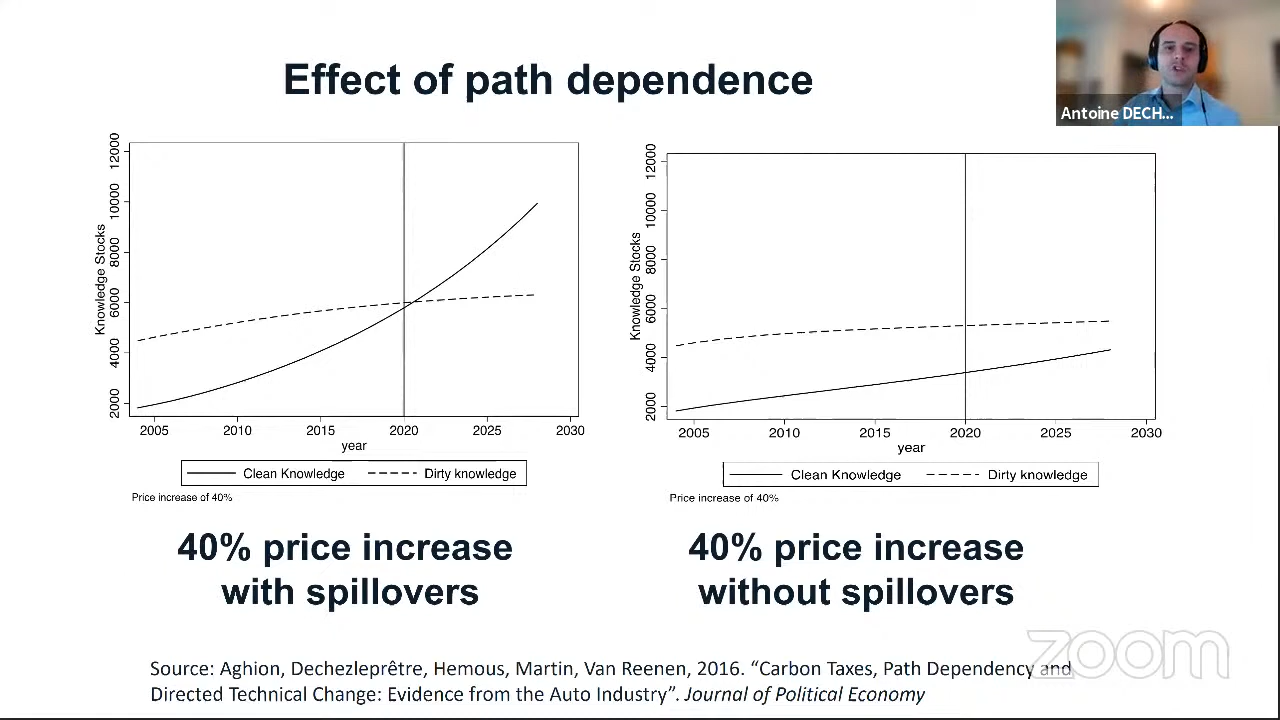 Effect of path dependence
Antoine DECH...
12000
10000
8000
6000
4000
2000
Knowledge Stocks
2005
2010
2015
2020
2025
2030
year
Clean Knowledge
Dirty knowledge
Price increase of 40%
40% price increase
with spillovers
12000
10000
8000
6000
4000
2000
Knowledge Stocks
2005
2010
2015
2020
2025
2030
year
Clean Knowledge
Dirty knowledge
Price increase of 40%
40% price increase
without spillovers
zoom
Source: Aghion, Dechezleprêtre, Hemous, Martin, Van Reenen, 2016. “Carbon Taxes, Path Dependency and
Directed Technical Change: Evidence from the Auto Industry”. Journal of Political Economy